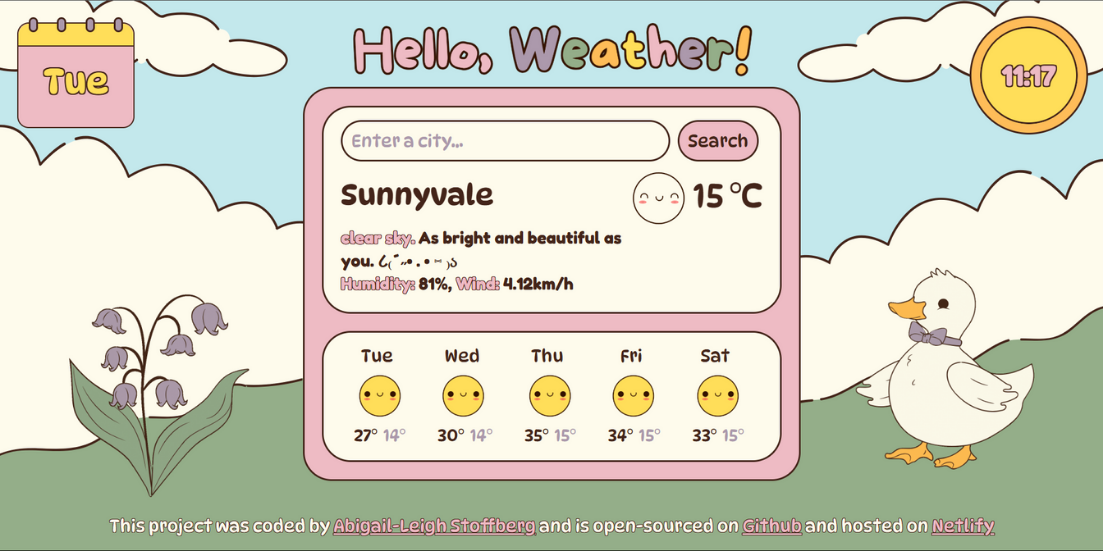 Tue
Hello, Weather!
11:17
Enter a city...
Search
Sunnyvale
15 °C
clear sky. As bright and beautiful as
you.
Humidity: 81%, Wind: 4.12km/h
Tue Wed Thu Fri Sat
27° 14° 30° 14° 35° 15° 34° 15° 33° 15°
This project was coded by Abigail-Leigh Stoffberg and is open-sourced on Github and hosted on Netlify